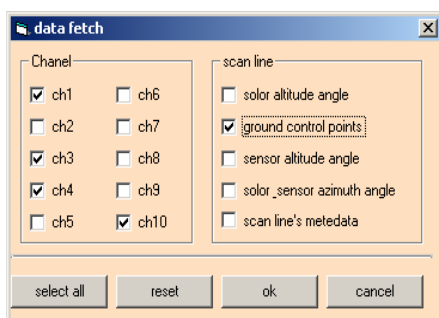 data fetch
Chanel
ch1
ch6
ch2
ch7
ch3
ch8
ch4
ch9
ch5
ch10
scan line
solor altitude angle
ground control points
sensor altitude angle
solor_sensor azimuth angle
scan line's metedata
select all
reset
ok
cancel